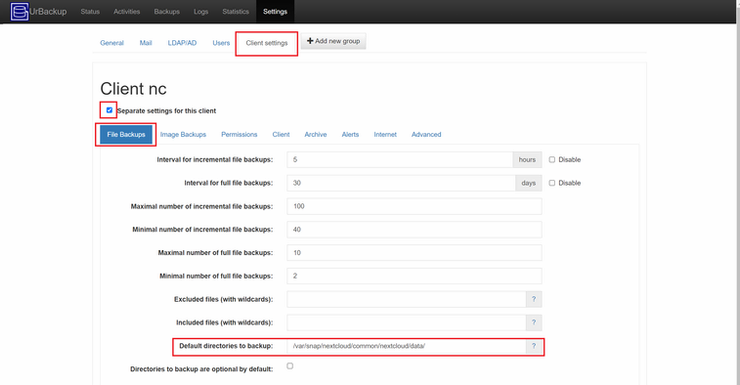 UrBackup Status Activities Backups Logs Statistics Settings
General Mail LDAP/AD Users Client settings Add new group
Client nc
Separate settings for this client
File Backups Image Backups Permissions Client Archive Alerts Internet Advanced
Interval for incremental file backups: 5 hours Disable
Interval for full file backups: 30 days Disable
Maximal number of incremental file backups: 100
Minimal number of incremental file backups: 40
Maximal number of full file backups: 10
Minimal number of full file backups: 2
Excluded files (with wildcards): ?
Included files (with wildcards): ?
Default directories to backup: /var/snap/nextcloud/common/nextcloud/data/ ?
Directories to backup are optional by default: